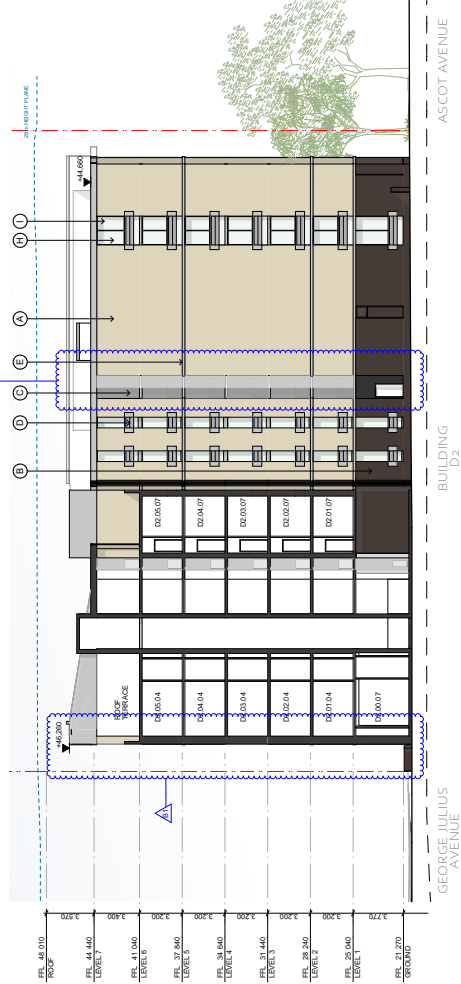 28m HEIGHT PLANE
+44,660
I
H
A
E
C
D
B
+46,260
ROOF
TERRACE
D2.05.07
D2.04.07
D2.03.07
D2.02.07
D2.01.07
D2.05.04
D2.04.04
D2.03.04
D2.02.04
D2.01.04
D2.00.07
B1
GEORGE JULIUS
AVENUE
BUILDING
D2
ASCOT AVENUE
FFL 48 010
ROOF
3,570
FFL 44 440
LEVEL 7
3,400
FFL 41 040
LEVEL 6
3,200
FFL 37 840
LEVEL 5
3,200
FFL 34 640
LEVEL 4
3,200
FFL 31 440
LEVEL 3
3,200
FFL 28 240
LEVEL 2
3,200
FFL 25 040
LEVEL 1
3,770
FFL 21 270
GROUND